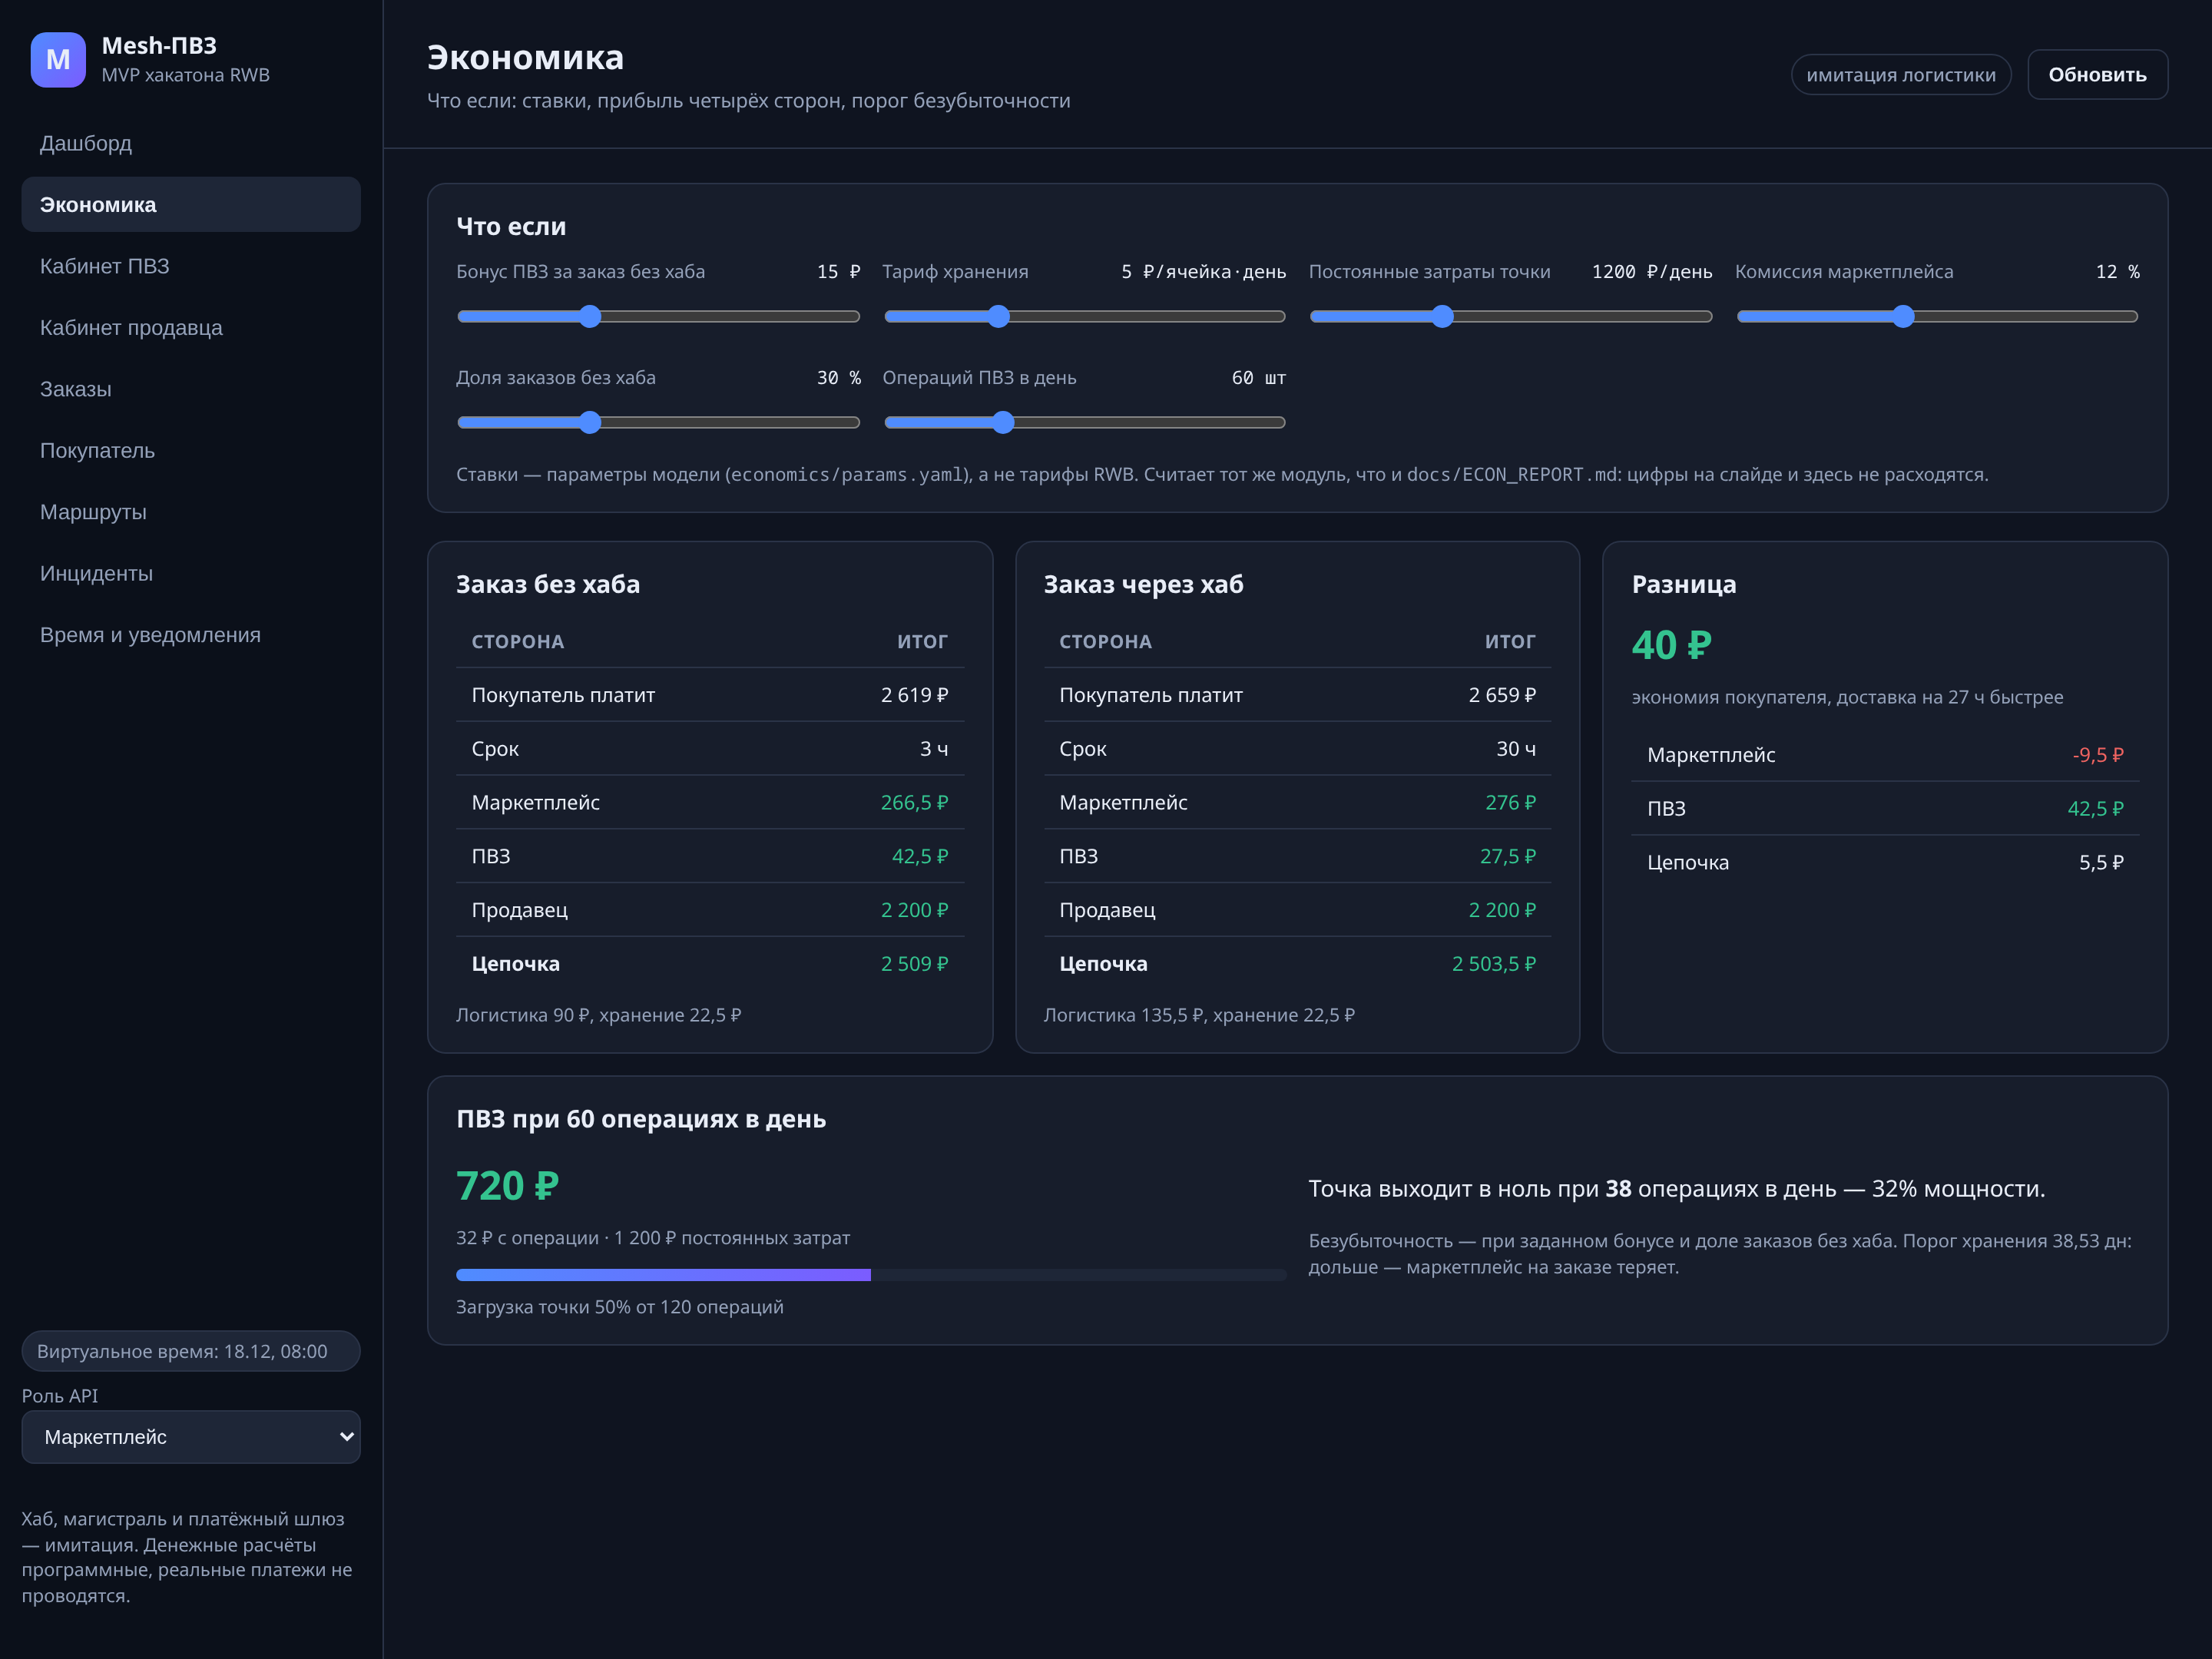 M
Mesh-ПВЗ
MVP хакатона RWB
Дашборд
Экономика
Кабинет ПВЗ
Кабинет продавца
Заказы
Покупатель
Маршруты
Инциденты
Время и уведомления
Виртуальное время: 18.12, 08:00
Роль API
Маркетплейс
Хаб, магистраль и платёжный шлюз
— имитация. Денежные расчёты
программные, реальные платежи не
проводятся.
Экономика
Что если: ставки, прибыль четырёх сторон, порог безубыточности
имитация логистики
Обновить
Что если
Бонус ПВЗ за заказ без хаба 15 ₽
Тариф хранения 5 ₽/ячейка·день
Постоянные затраты точки 1200 ₽/день
Комиссия маркетплейса 12 %
Доля заказов без хаба 30 %
Операций ПВЗ в день 60 шт
Ставки — параметры модели (economics/params.yaml), а не тарифы RWB. Считает тот же модуль, что и docs/ECON_REPORT.md: цифры на слайде и здесь не расходятся.
Заказ без хаба
СТОРОНА ИТОГ
Покупатель платит 2 619 ₽
Срок 3 ч
Маркетплейс 266,5 ₽
ПВЗ 42,5 ₽
Продавец 2 200 ₽
Цепочка 2 509 ₽
Логистика 90 ₽, хранение 22,5 ₽
Заказ через хаб
СТОРОНА ИТОГ
Покупатель платит 2 659 ₽
Срок 30 ч
Маркетплейс 276 ₽
ПВЗ 27,5 ₽
Продавец 2 200 ₽
Цепочка 2 503,5 ₽
Логистика 135,5 ₽, хранение 22,5 ₽
Разница
40 ₽
экономия покупателя, доставка на 27 ч быстрее
Маркетплейс -9,5 ₽
ПВЗ 42,5 ₽
Цепочка 5,5 ₽
ПВЗ при 60 операциях в день
720 ₽
32 ₽ с операции · 1 200 ₽ постоянных затрат
Загрузка точки 50% от 120 операций
Точка выходит в ноль при 38 операциях в день — 32% мощности.
Безубыточность — при заданном бонусе и доле заказов без хаба. Порог хранения 38,53 дн:
дольше — маркетплейс на заказе теряет.